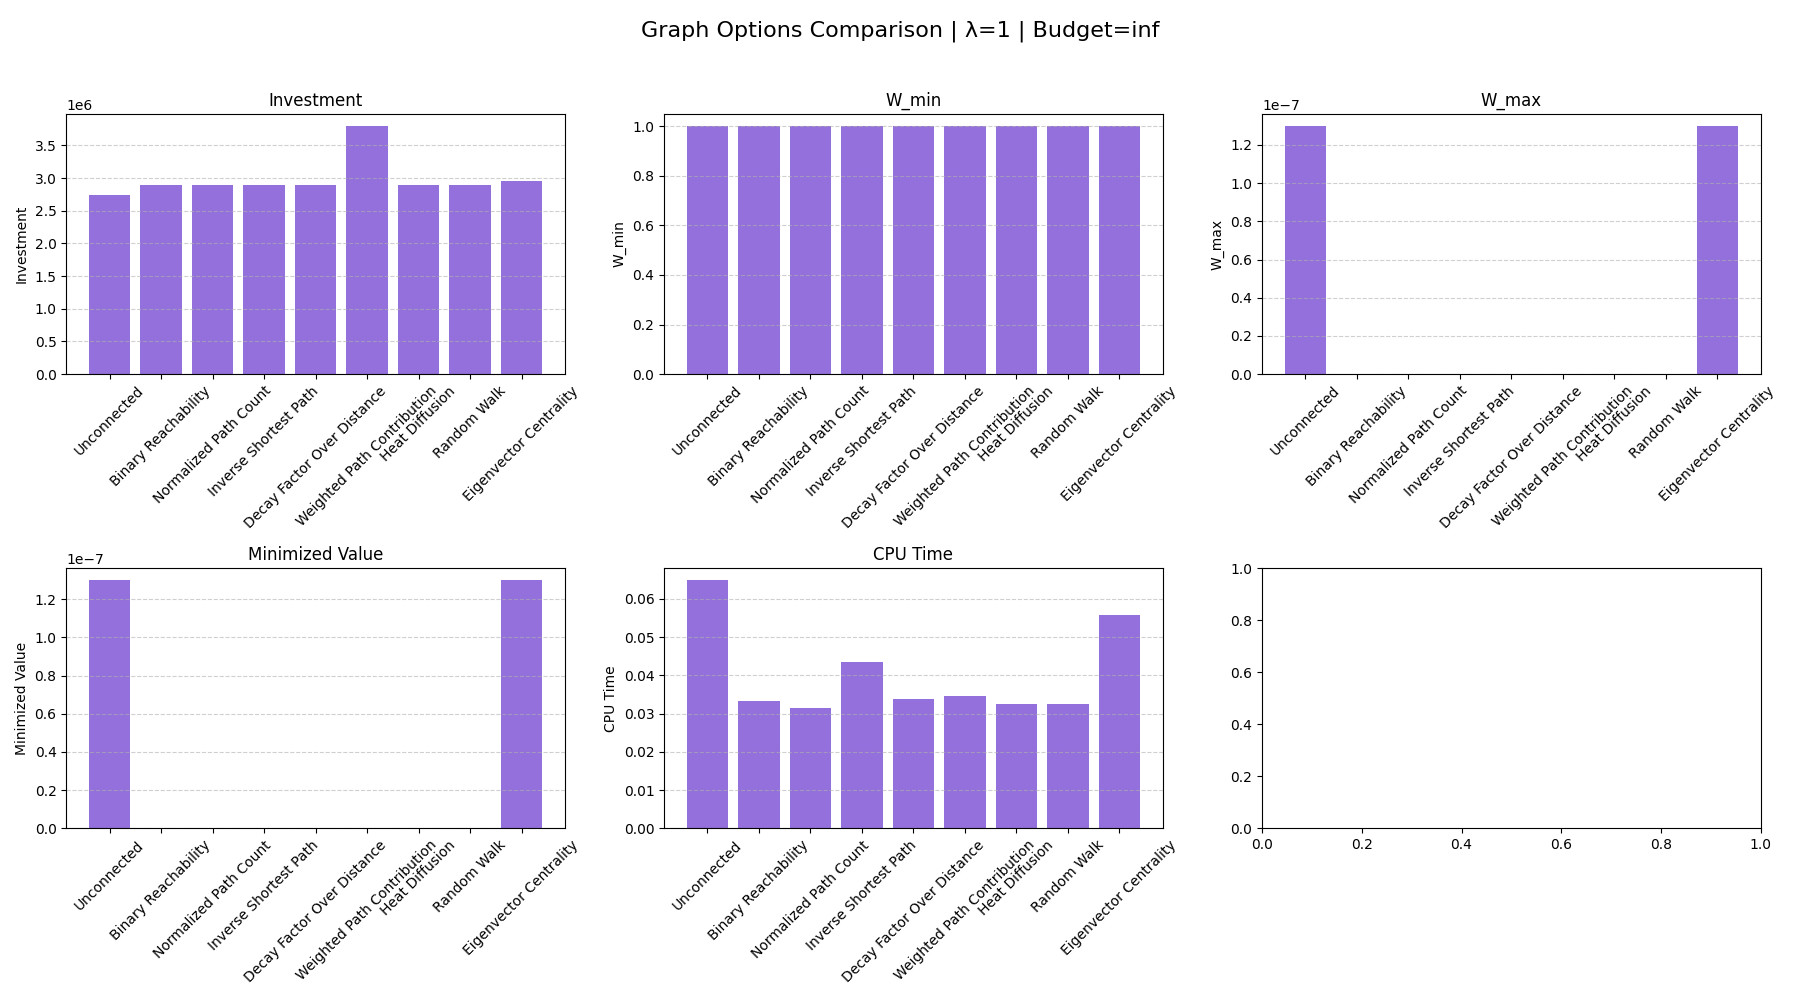 Graph Options Comparison | λ=1 | Budget=inf
Investment
1e6
Investment
3.5
3.0
2.5
2.0
1.5
1.0
0.5
0.0
Unconnected
Binary Reachability
Normalized Path Count
Inverse Shortest Path
Decay Factor Over Distance
Weighted Path Contribution
Heat Diffusion
Random Walk
Eigenvector Centrality
W_min
W_min
1.0
0.8
0.6
0.4
0.2
0.0
Unconnected
Binary Reachability
Normalized Path Count
Inverse Shortest Path
Decay Factor Over Distance
Weighted Path Contribution
Heat Diffusion
Random Walk
Eigenvector Centrality
W_max
1e−7
W_max
1.2
1.0
0.8
0.6
0.4
0.2
0.0
Unconnected
Binary Reachability
Normalized Path Count
Inverse Shortest Path
Decay Factor Over Distance
Weighted Path Contribution
Heat Diffusion
Random Walk
Eigenvector Centrality
Minimized Value
1e−7
Minimized Value
1.2
1.0
0.8
0.6
0.4
0.2
0.0
Unconnected
Binary Reachability
Normalized Path Count
Inverse Shortest Path
Decay Factor Over Distance
Weighted Path Contribution
Heat Diffusion
Random Walk
Eigenvector Centrality
CPU Time
CPU Time
0.06
0.05
0.04
0.03
0.02
0.01
0.00
Unconnected
Binary Reachability
Normalized Path Count
Inverse Shortest Path
Decay Factor Over Distance
Weighted Path Contribution
Heat Diffusion
Random Walk
Eigenvector Centrality
1.0
0.8
0.6
0.4
0.2
0.0
0.0 0.2 0.4 0.6 0.8 1.0